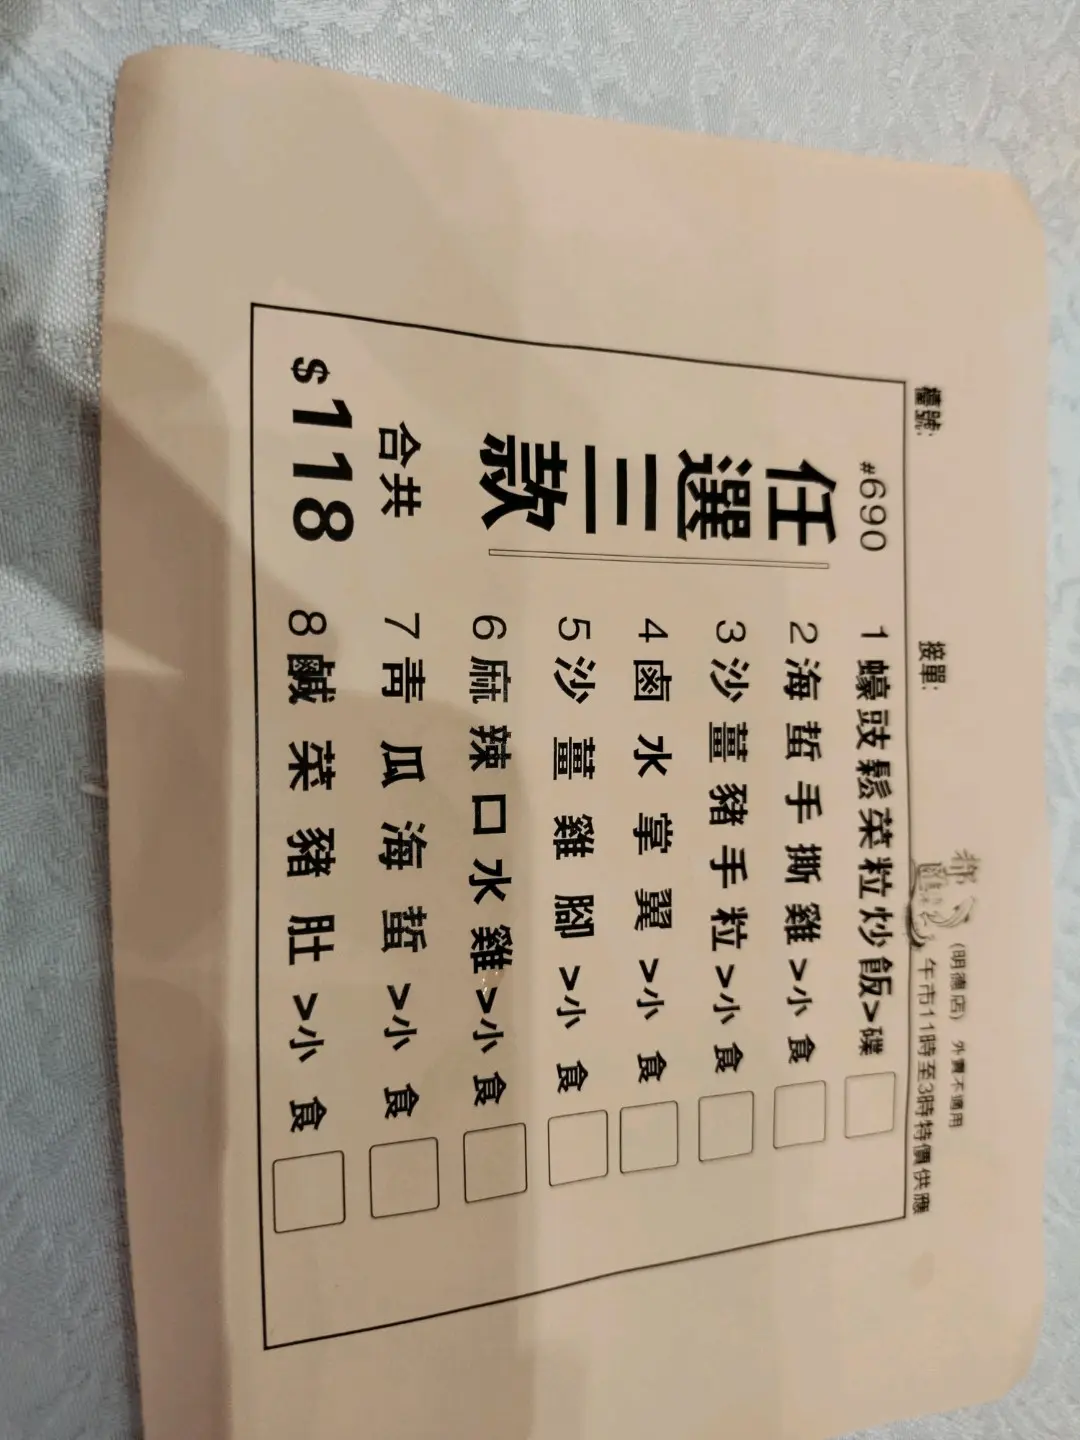 都
(明德店) 外賣不適用
檯號:
接單:
午市11時至3時特價供應
#690
任選三款
合共
$118
1 蠔豉鬆菜粒炒飯>碟
2 海蜇手撕雞>小食
3 沙薑豬手粒>小食
4 鹵水掌翼>小食
5 沙薑雞腳>小食
6 麻辣口水雞>小食
7 青瓜海蜇>小食
8 鹹菜豬肚>小食